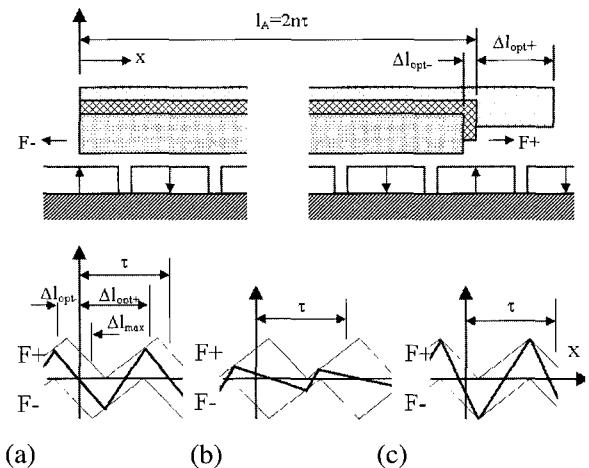 l_A=2nτ
Δl_opt- Δl_opt+
x
F- F+
τ τ τ
Δl_opt- Δl_opt+
Δl_max
F+ F+ F+ x
F- F- F-
(a) (b) (c)